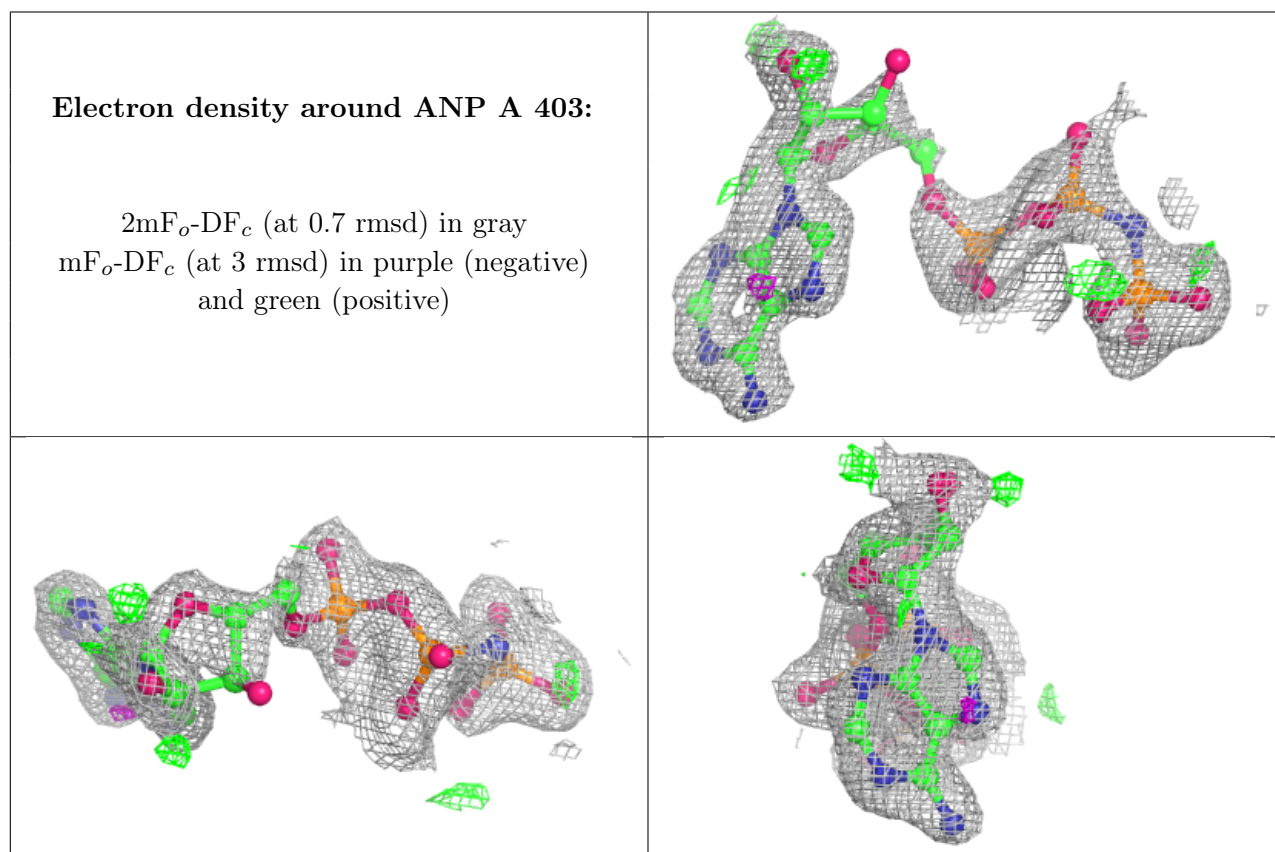 Electron density around ANP A 403:
2mFo-DFc (at 0.7 rmsd) in gray
mFo-DFc (at 3 rmsd) in purple (negative)
and green (positive)